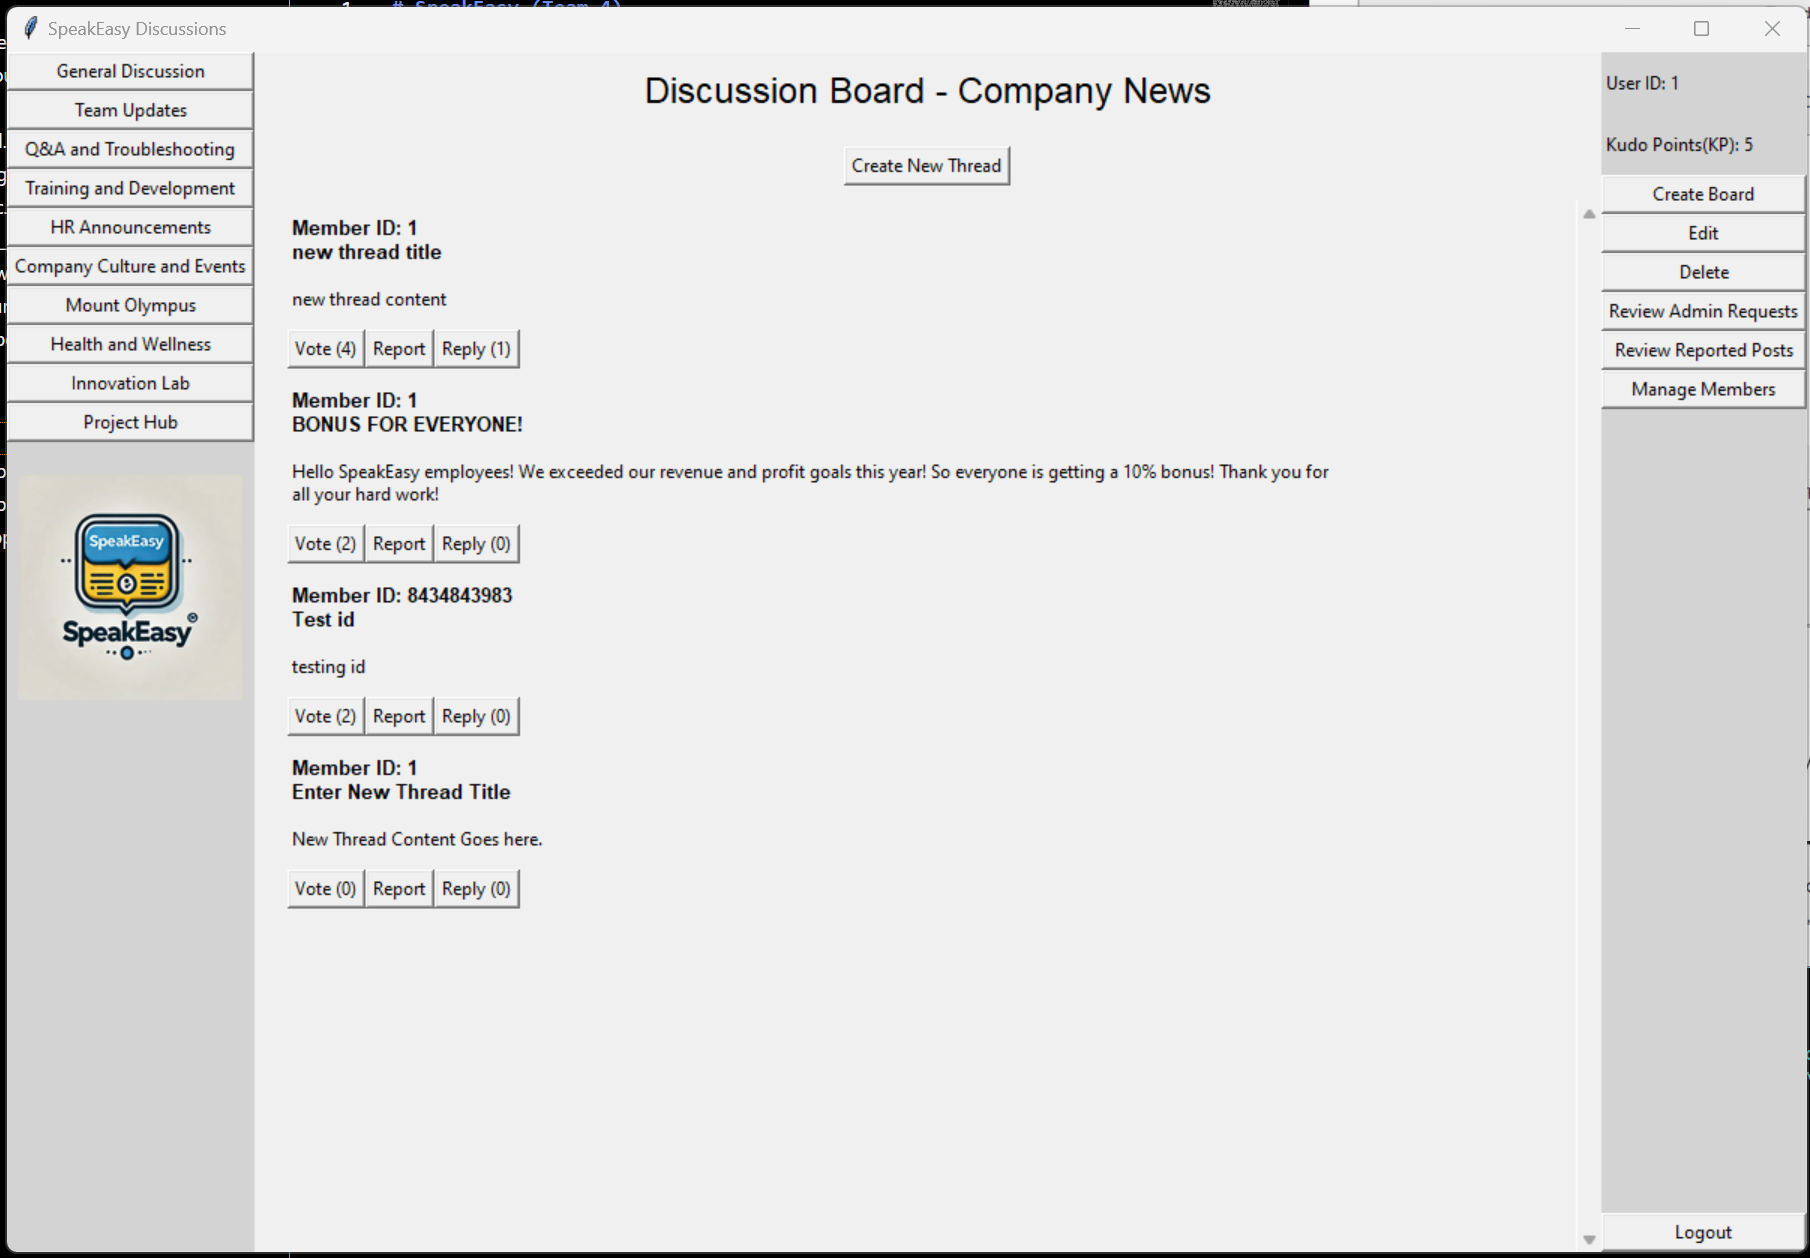 # SpeakEasy (Team 4)
SpeakEasy Discussions
General Discussion
Team Updates
Q&A and Troubleshooting
Training and Development
HR Announcements
Company Culture and Events
Mount Olympus
Health and Wellness
Innovation Lab
Project Hub
SpeakEasy
SpeakEasy
Discussion Board - Company News
Create New Thread
Member ID: 1
new thread title
new thread content
Vote (4) Report Reply (1)
Member ID: 1
BONUS FOR EVERYONE!
Hello SpeakEasy employees! We exceeded our revenue and profit goals this year! So everyone is getting a 10% bonus! Thank you for
all your hard work!
Vote (2) Report Reply (0)
Member ID: 8434843983
Test id
testing id
Vote (2) Report Reply (0)
Member ID: 1
Enter New Thread Title
New Thread Content Goes here.
Vote (0) Report Reply (0)
User ID: 1
Kudo Points(KP): 5
Create Board
Edit
Delete
Review Admin Requests
Review Reported Posts
Manage Members
Logout